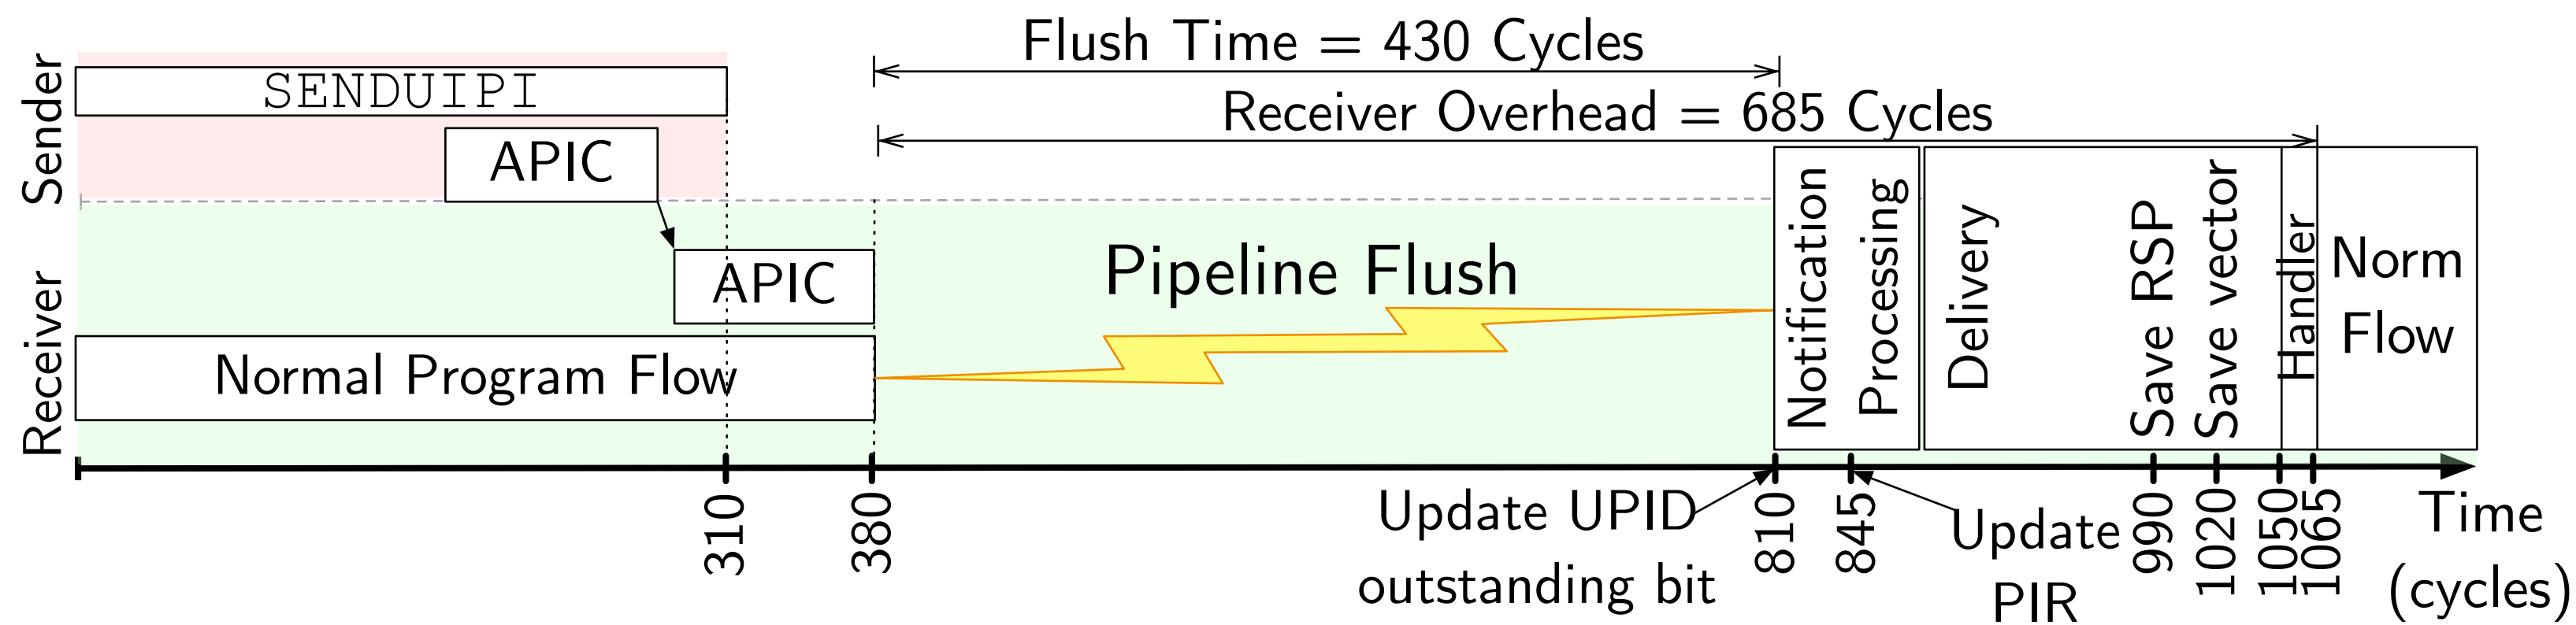 Flush Time = 430 Cycles
Receiver Overhead = 685 Cycles
Sender
SENDUIPI
APIC
Receiver
APIC
Normal Program Flow
Pipeline Flush
Notification
Processing
Delivery
Save RSP
Save vector
Handler
Norm
Flow
310
380
810
845
990
1020
1050
1065
Update UPID
outstanding bit
Update
PIR
Time
(cycles)